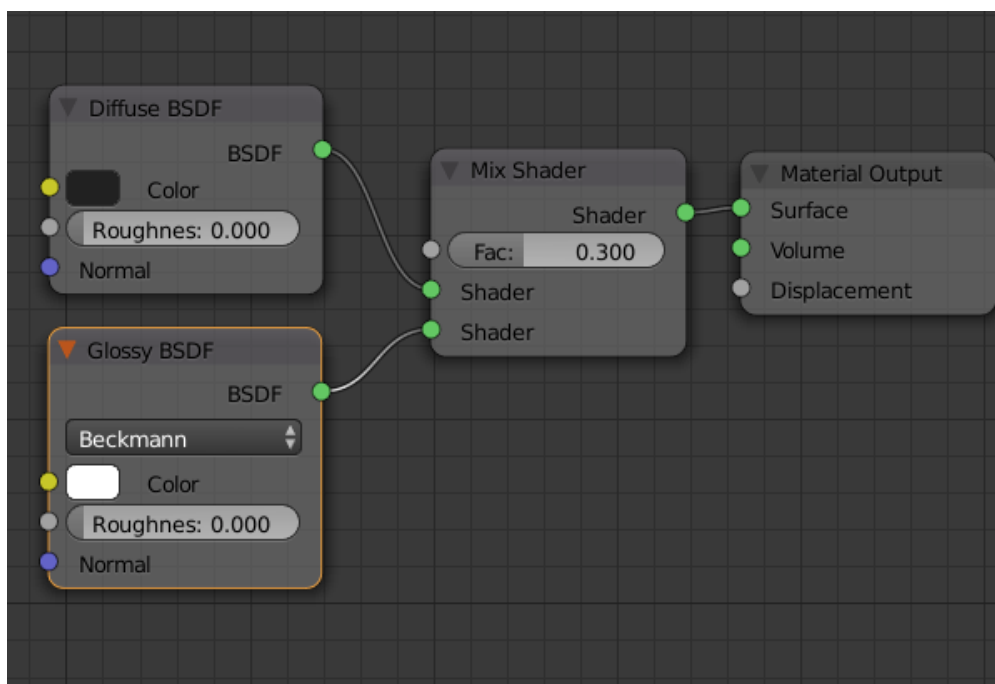 Diffuse BSDF
BSDF
Color
Roughnes: 0.000
Normal
Glossy BSDF
BSDF
Beckmann
Color
Roughnes: 0.000
Normal
Mix Shader
Shader
Fac: 0.300
Shader
Shader
Material Output
Surface
Volume
Displacement